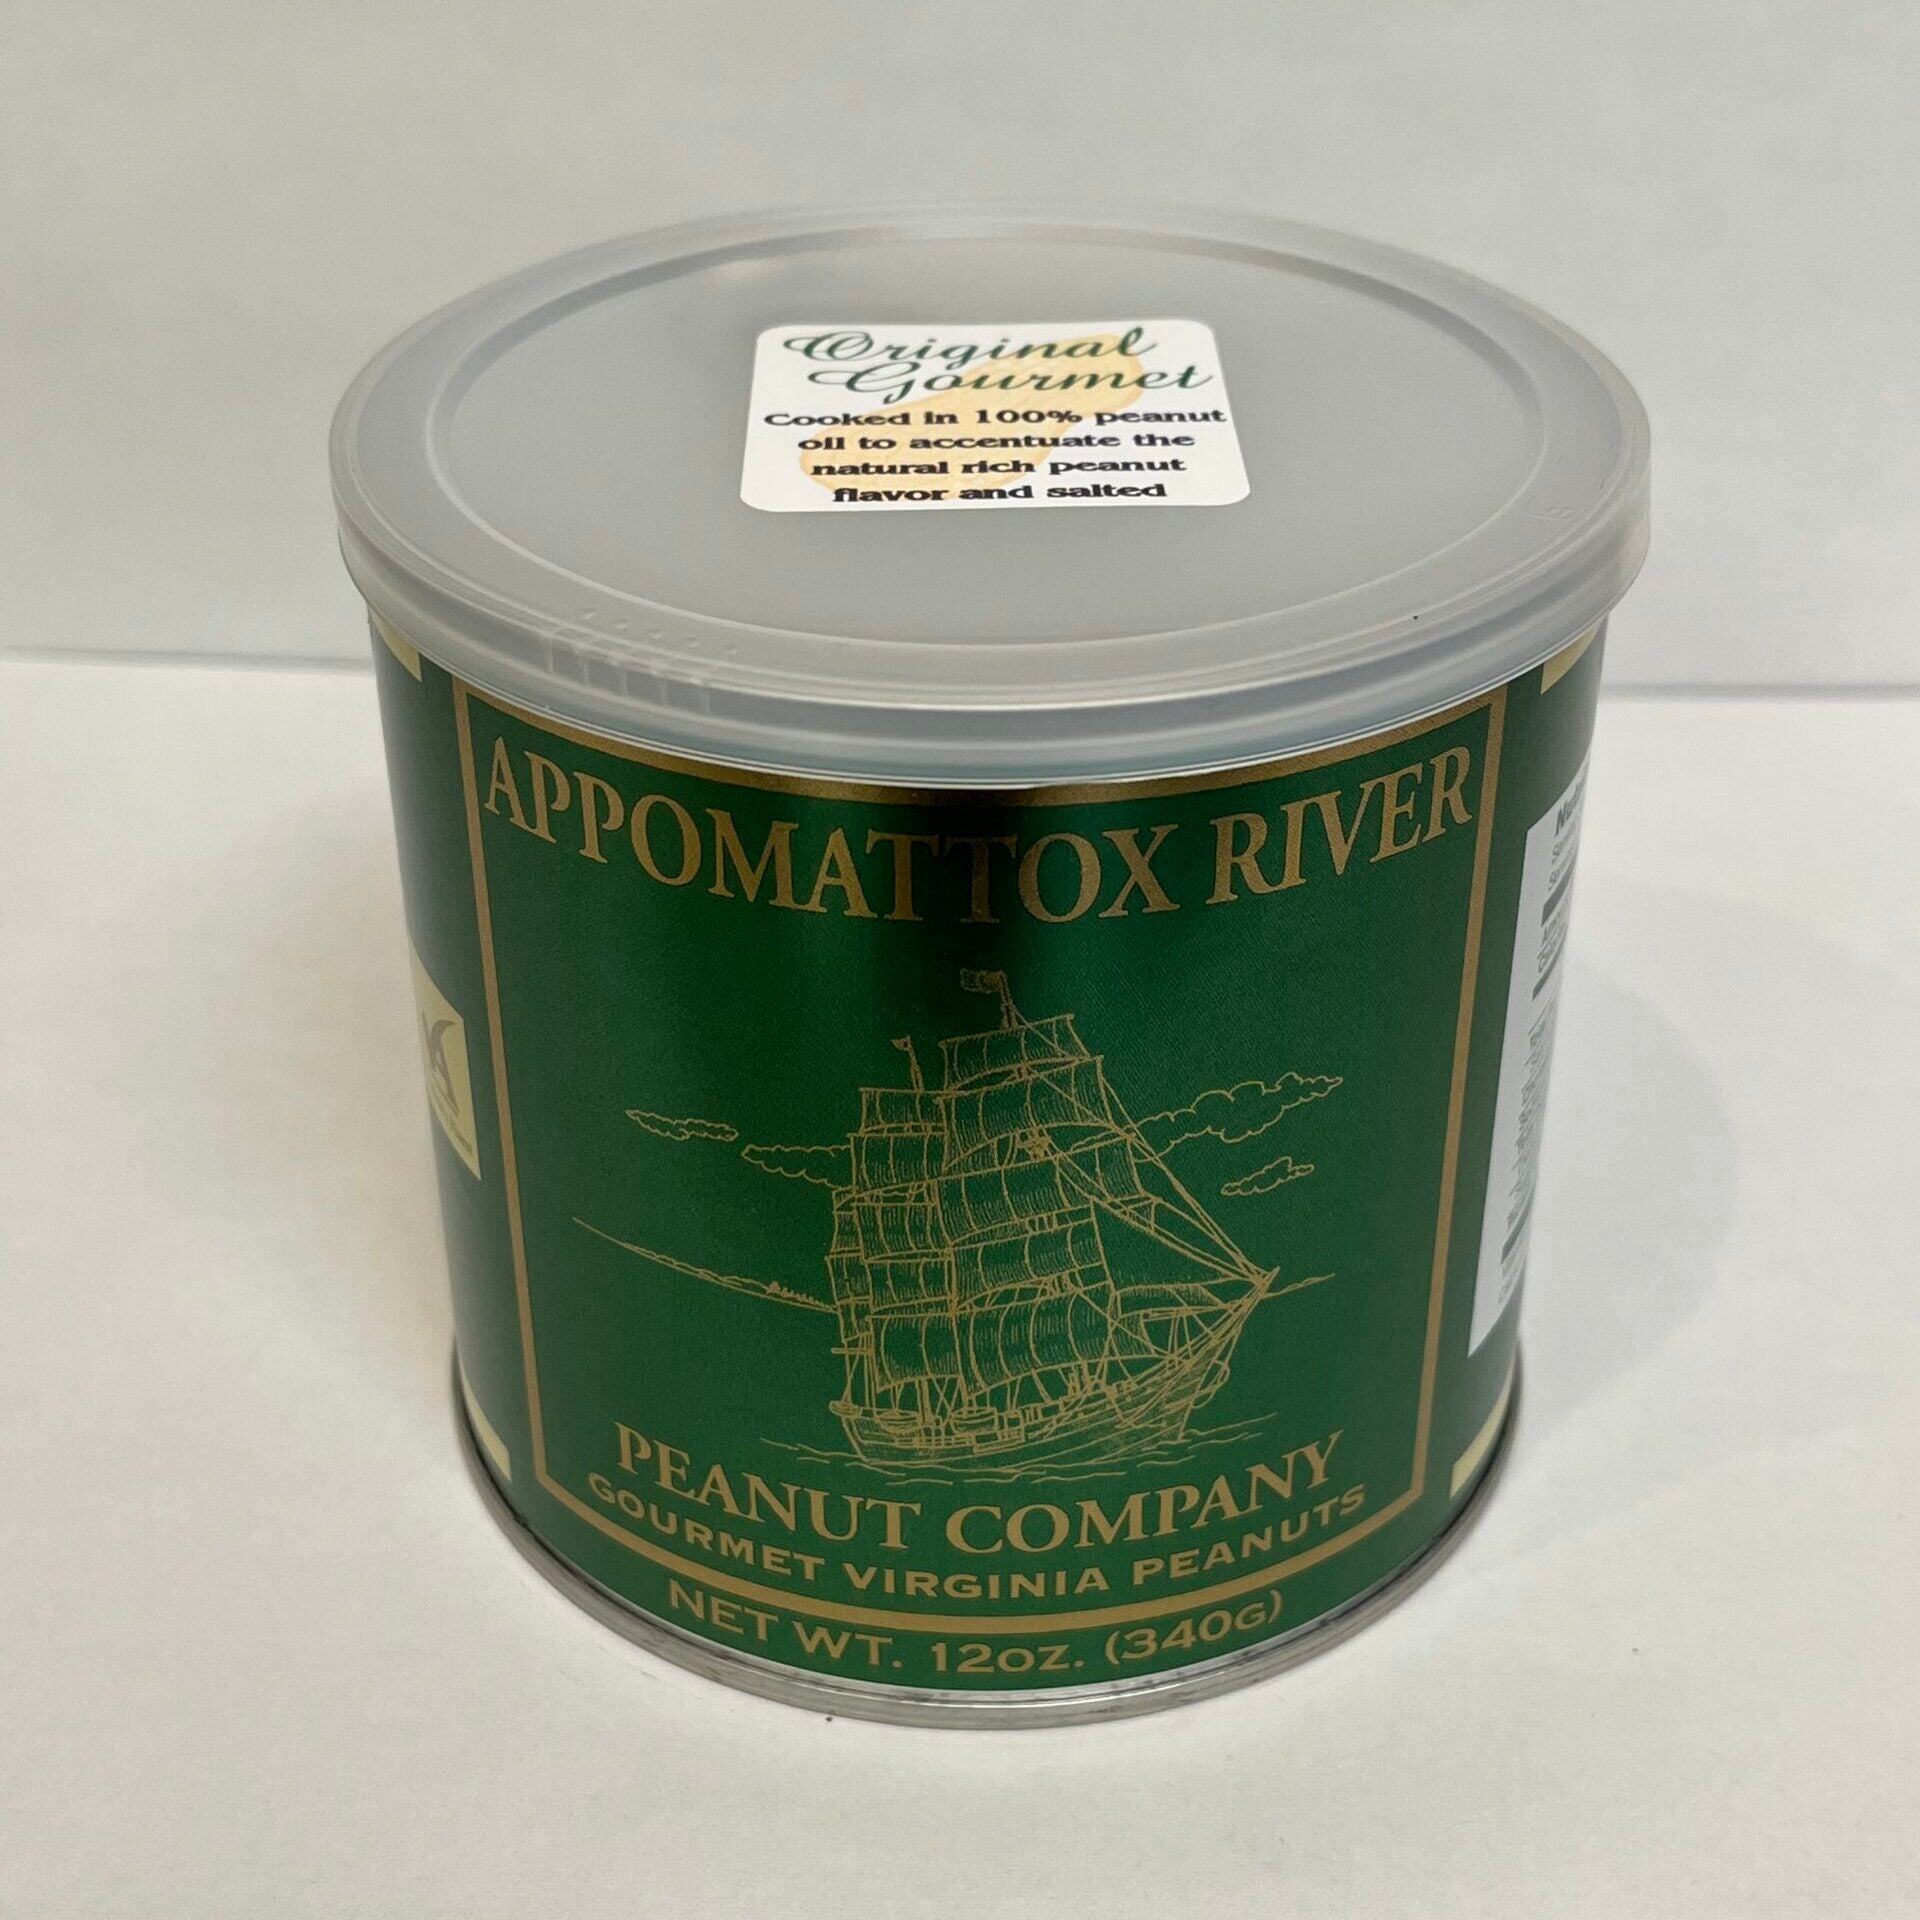 Original
Gourmet
Cooked in 100% peanut
oil to accentuate the
natural rich peanut
flavor and salted
APPOMATTOX RIVER
PEANUT COMPANY
GOURMET VIRGINIA PEANUTS
NET WT. 12OZ. (340G)